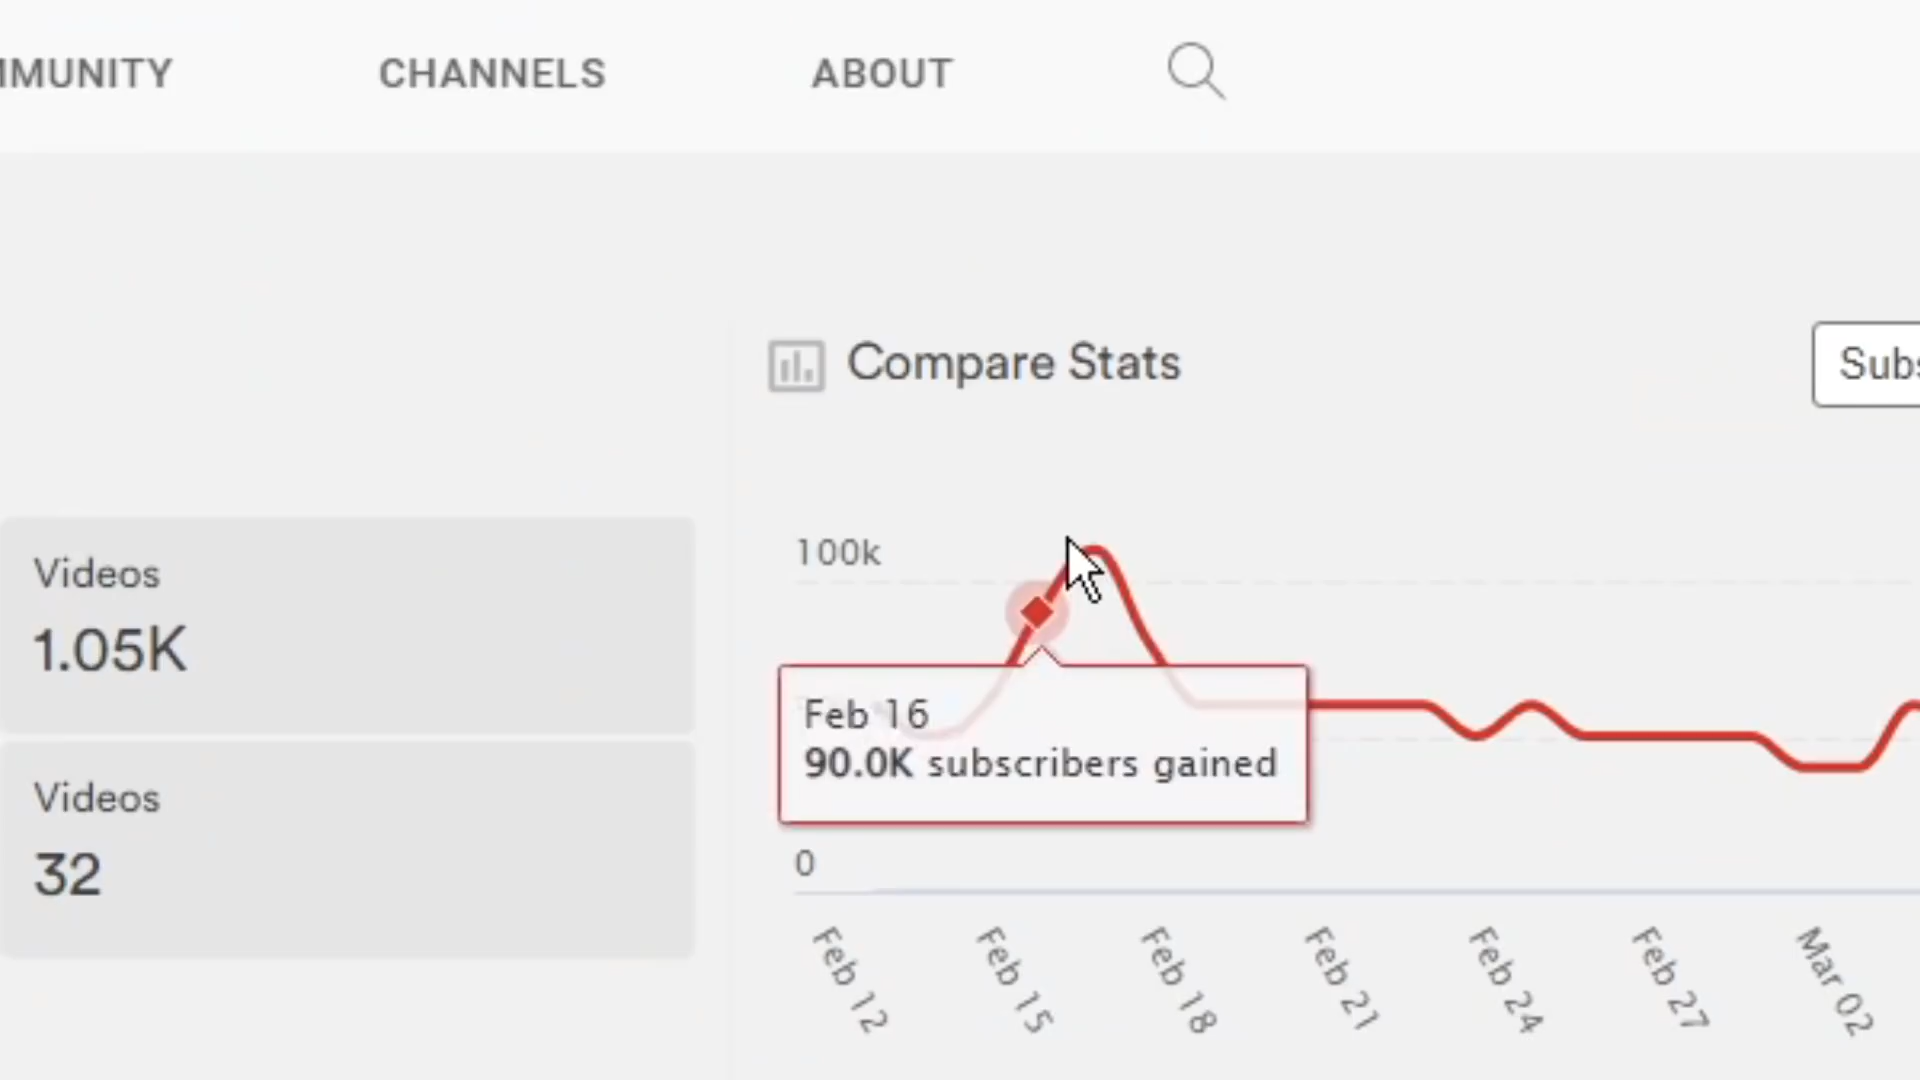 MMUNITY
CHANNELS
ABOUT
Compare Stats
Subs
Videos
1.05K
Videos
32
100k
Feb 16
90.0K subscribers gained
0
Feb 12
Feb 15
Feb 18
Feb 21
Feb 24
Feb 27
Mar 02